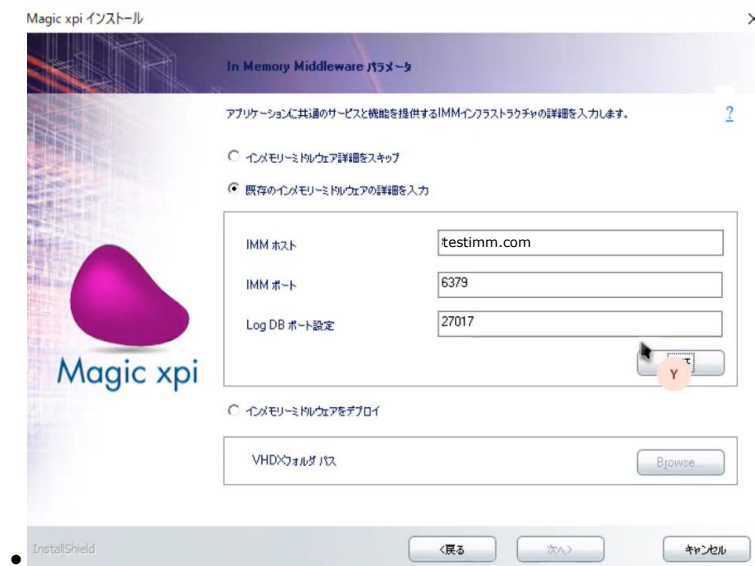 Magic xpi インストール
In Memory Middleware パラメータ
アプリケーションに共通のサービスと機能を提供するIMMインフラストラクチャの詳細を入力します。
?
インメモリーミドルウェア詳細をスキップ
既存のインメモリーミドルウェアの詳細を入力
IMM ホスト
testimm.com
IMM ポート
6379
Log DB ポート設定
27017
Y
Magic xpi
インメモリーミドルウェアをデプロイ
VHDXフォルダ パス
Browse...
InstallShield
<戻る
次へ>
キャンセル